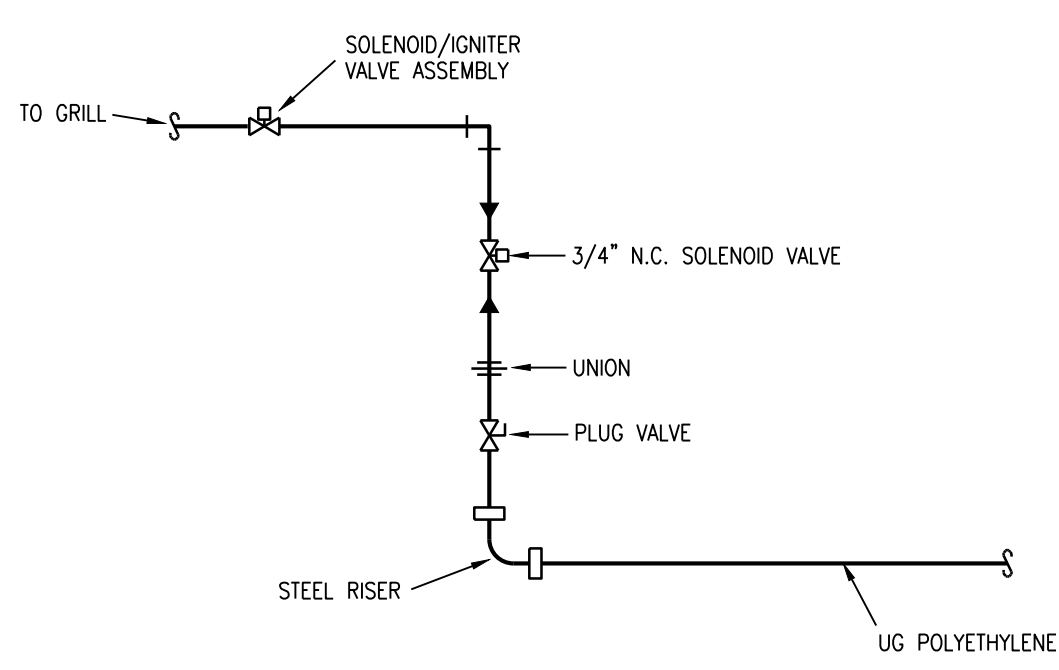 SOLENOID/IGNITER
VALVE ASSEMBLY
TO GRILL
3/4" N.C. SOLENOID VALVE
UNION
PLUG VALVE
STEEL RISER
UG POLYETHYLENE